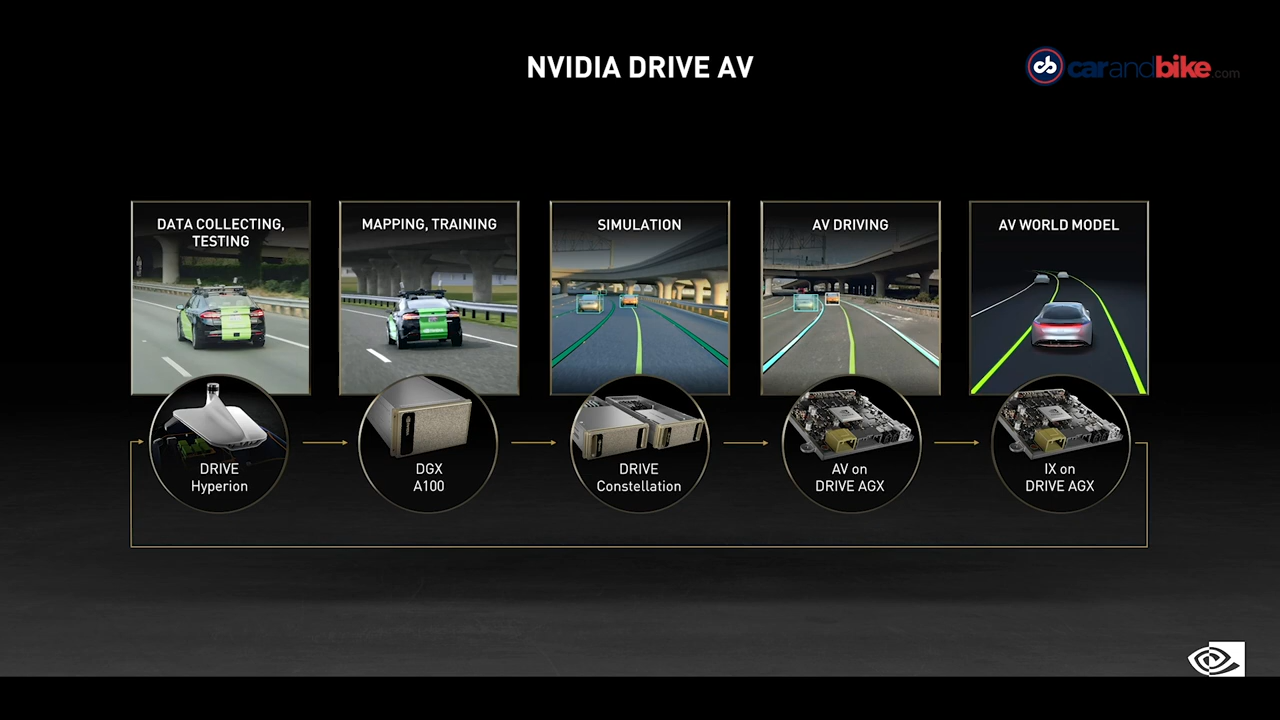 NVIDIA DRIVE AV
carandbike.com
DATA COLLECTING,
TESTING
MAPPING, TRAINING
SIMULATION
AV DRIVING
AV WORLD MODEL
DRIVE
Hyperion
DGX
A100
DRIVE
Constellation
AV on
DRIVE AGX
IX on
DRIVE AGX